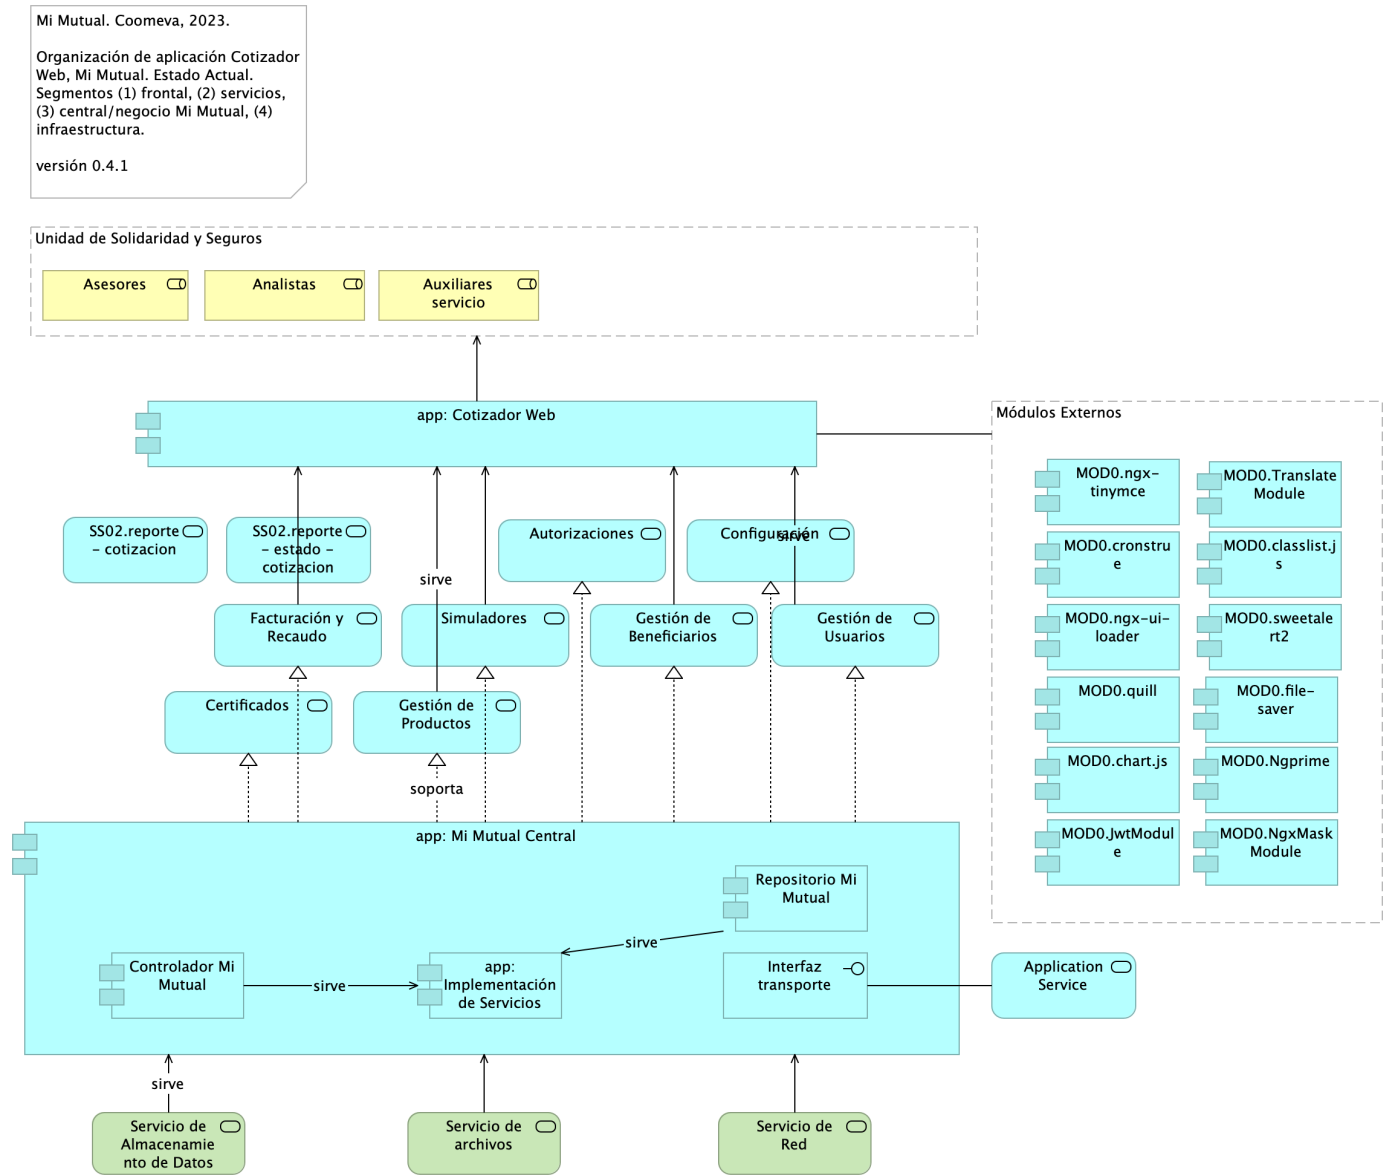 Mi Mutual. Coomeva, 2023.
Organización de aplicación Cotizador
Web, Mi Mutual. Estado Actual.
Segmentos (1) frontal, (2) servicios,
(3) central/negocio Mi Mutual, (4)
infraestructura.
versión 0.4.1
Unidad de Solidaridad y Seguros
Asesores
Analistas
Auxiliares
servicio
app: Cotizador Web
Módulos Externos
MOD0.ngx-
tinymce
MOD0.Translate
Module
MOD0.cronstru
e
MOD0.classlist.j
s
MOD0.ngx-ui-
loader
MOD0.sweetale
rt2
MOD0.quill
MOD0.file-
saver
MOD0.chart.js
MOD0.Ngprime
MOD0.JwtModul
e
MOD0.NgxMask
Module
SS02.reporte
- cotizacion
SS02.reporte
- estado -
cotizacion
Autorizaciones
Configuración
sirve
sirve
Facturación y
Recaudo
Simuladores
Gestión de
Beneficiarios
Gestión de
Usuarios
Certificados
Gestión de
Productos
soporta
app: Mi Mutual Central
Repositorio Mi
Mutual
sirve
Controlador Mi
Mutual
sirve
app:
Implementación
de Servicios
Interfaz
transporte
Application
Service
sirve
Servicio de
Almacenamie
nto de Datos
Servicio de
archivos
Servicio de
Red